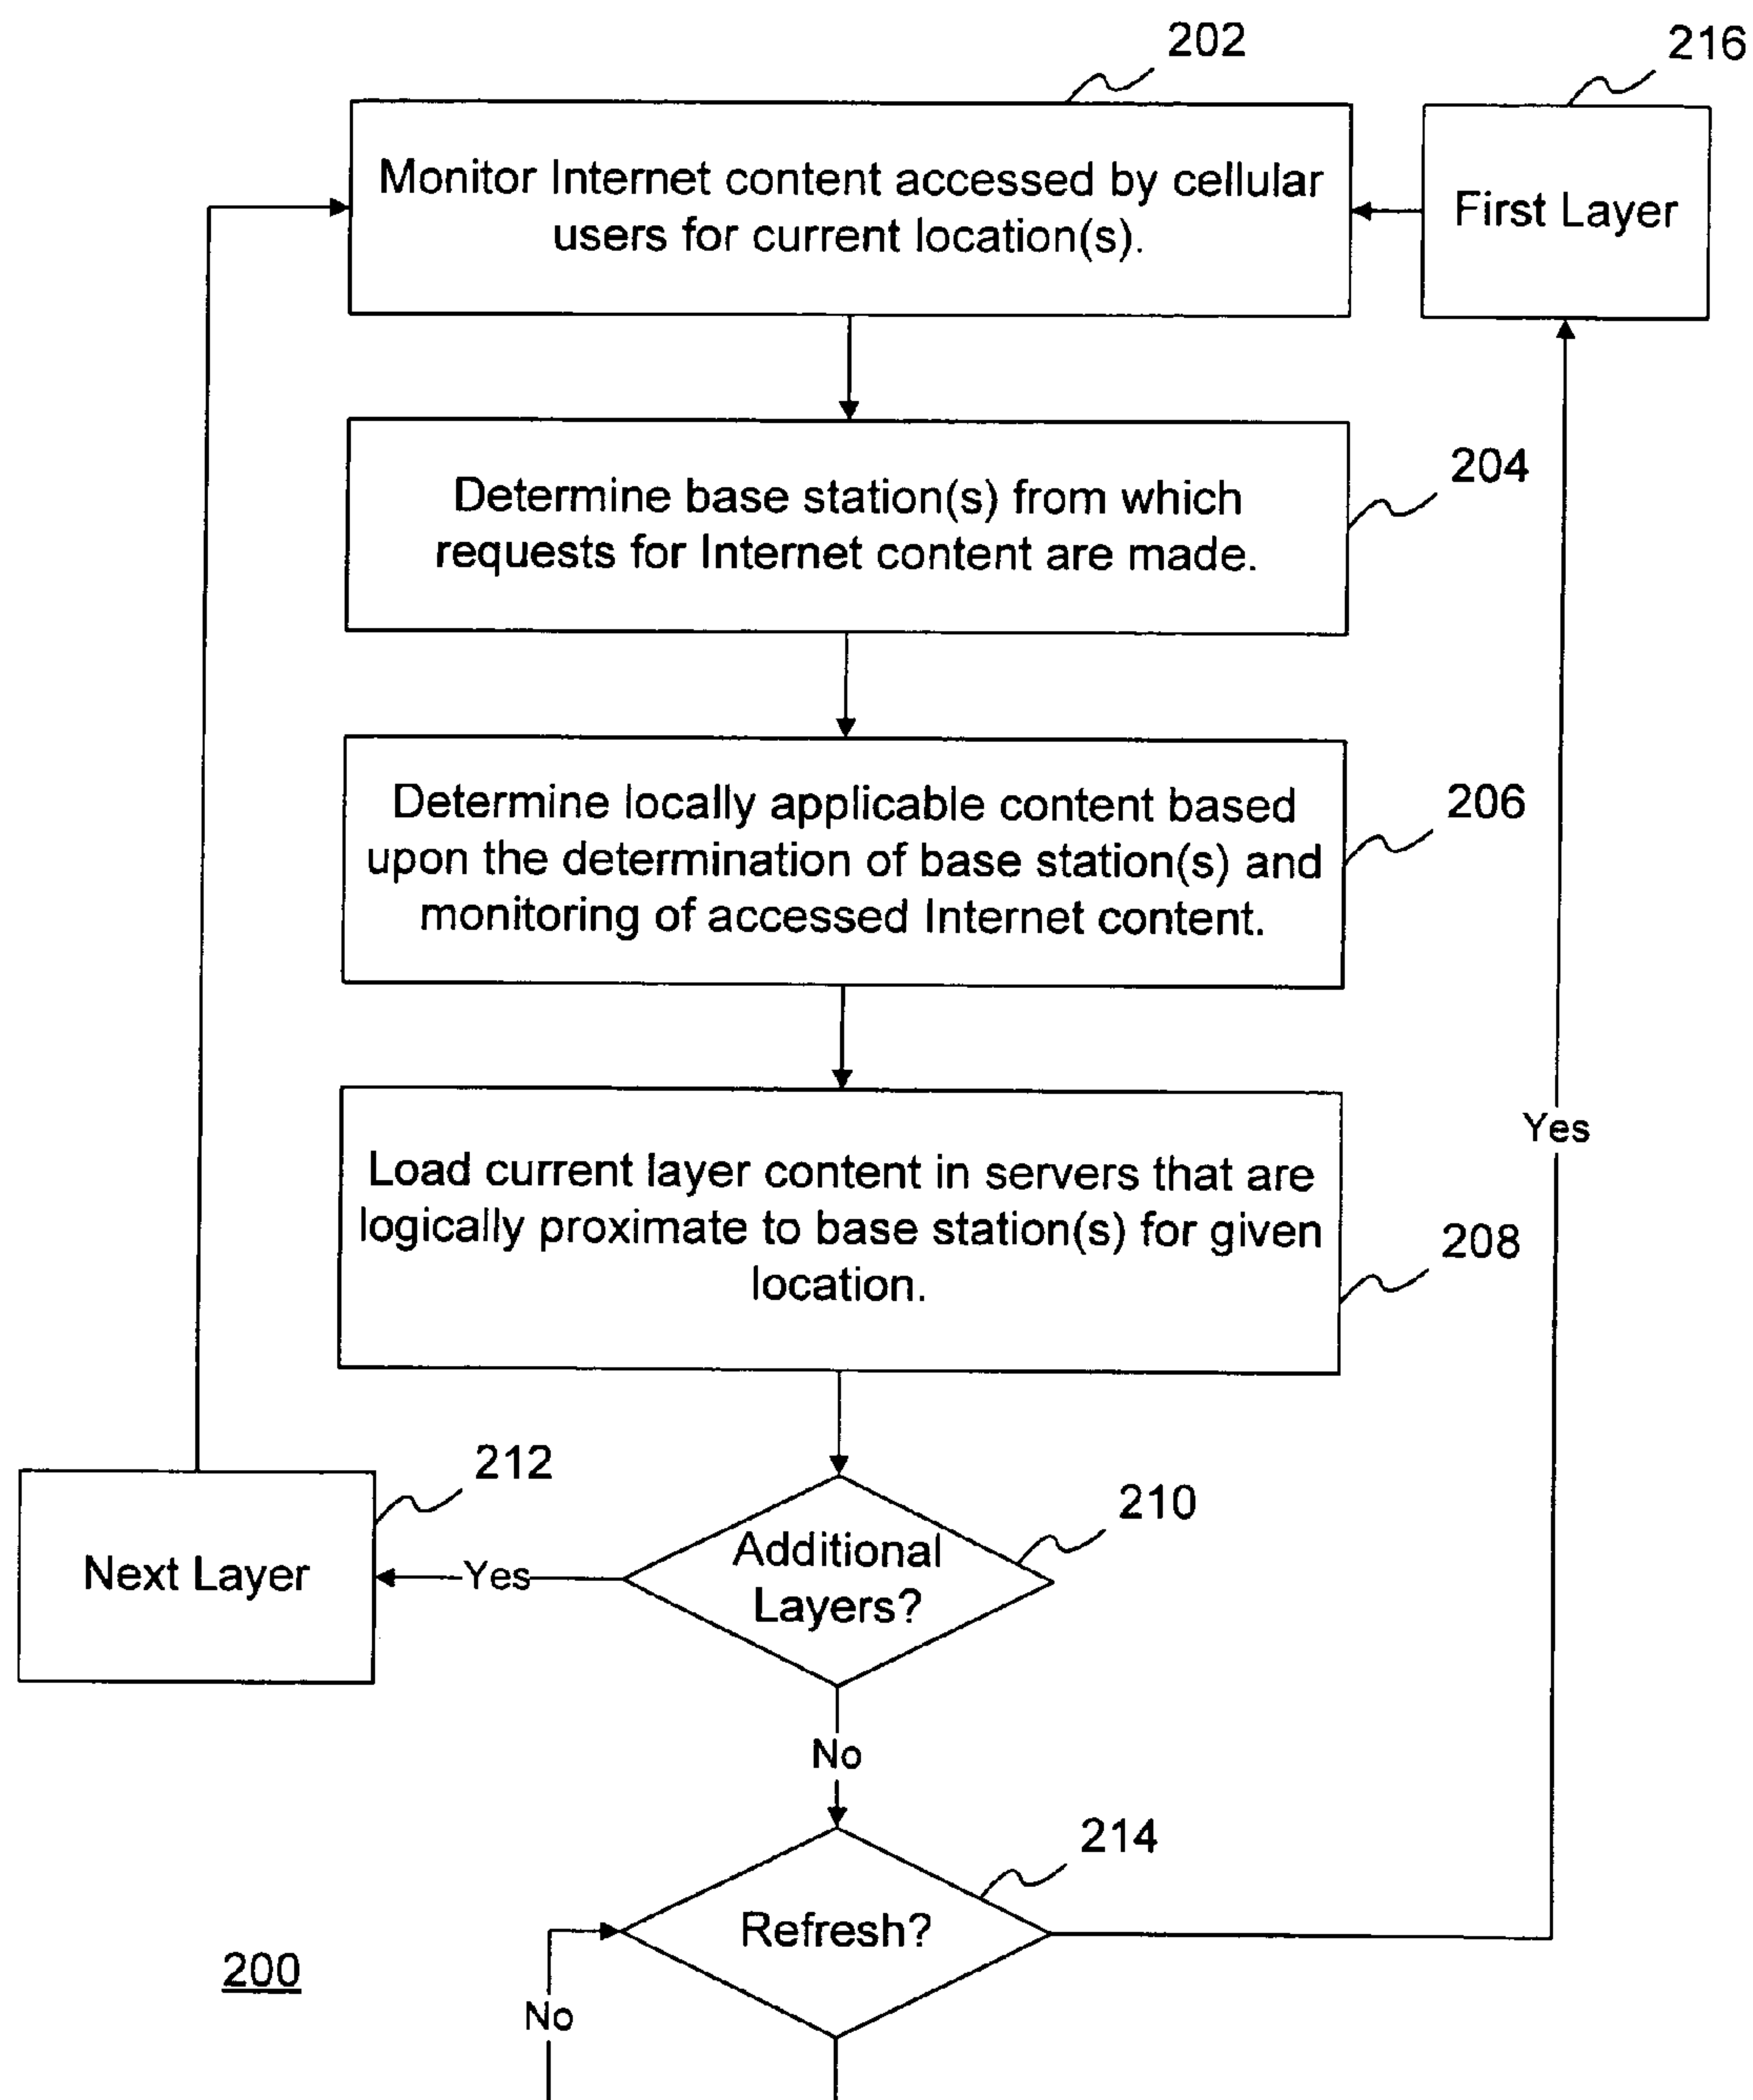 202
216
Monitor Internet content accessed by cellular
users for current location(s).
First Layer
204
Determine base station(s) from which
requests for Internet content are made.
206
Determine locally applicable content based
upon the determination of base station(s) and
monitoring of accessed Internet content.
Yes
Load current layer content in servers that are
logically proximate to base station(s) for given
location.
208
212
210
Next Layer
Yes
Additional
Layers?
No
214
Refresh?
200
No